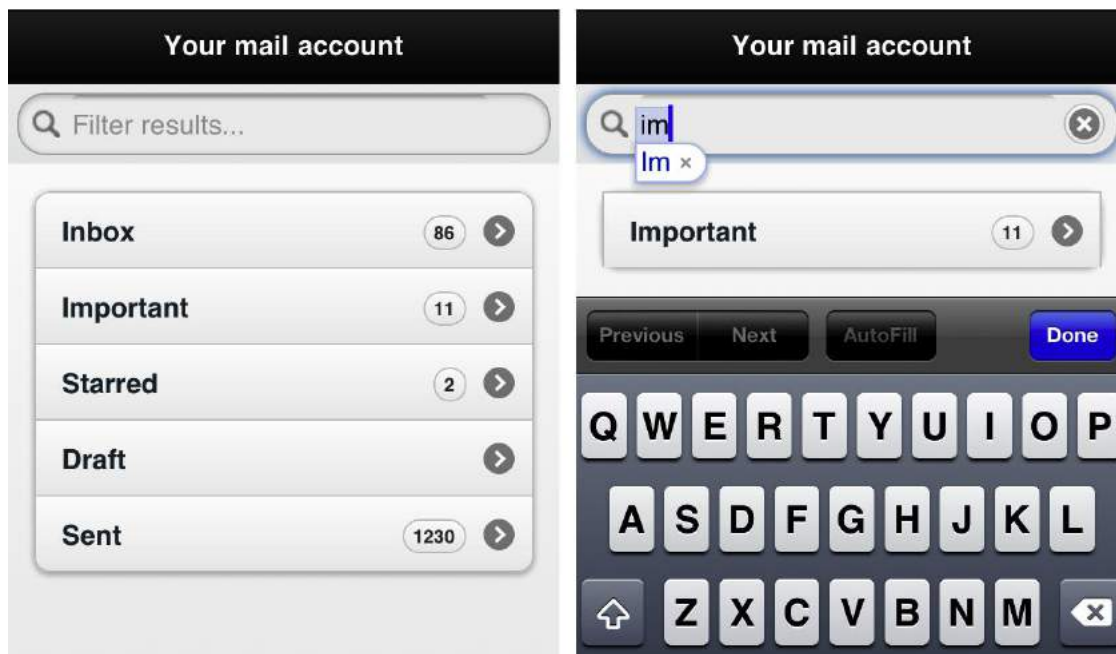 Your mail account
Filter results...
Inbox 86
Important 11
Starred 2
Draft
Sent 1230
Your mail account
im
Im ×
Important 11
Previous Next AutoFill Done
Q W E R T Y U I O P
A S D F G H J K L
Z X C V B N M